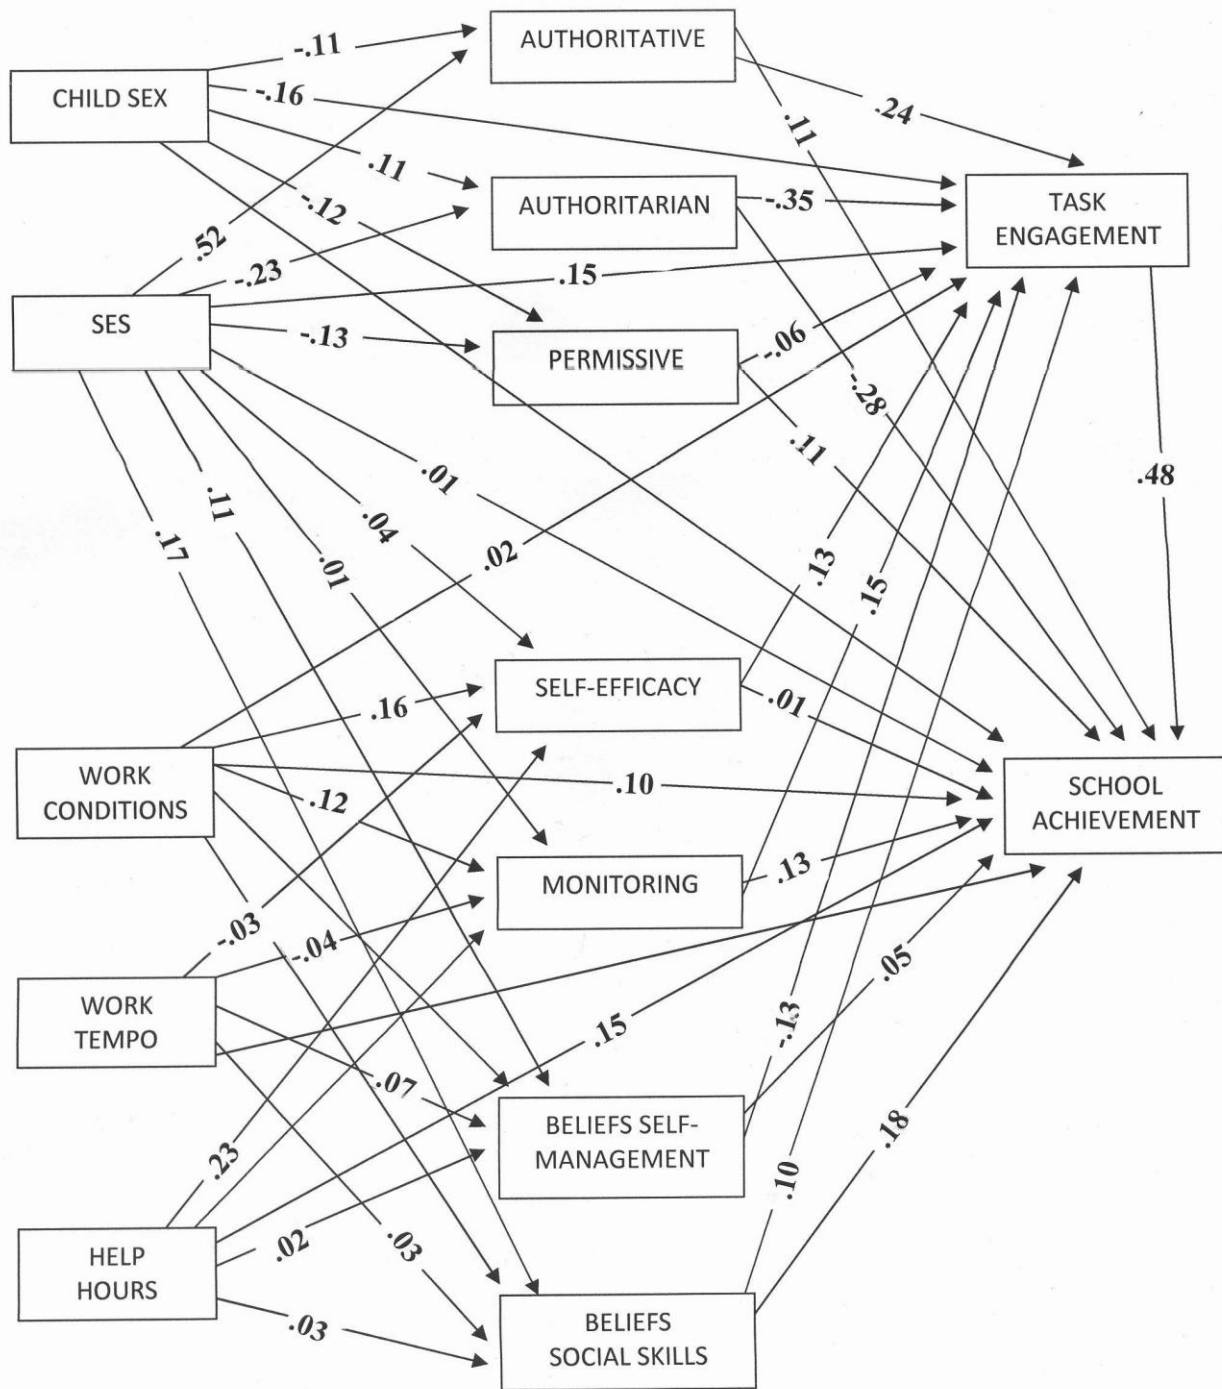 AUTHORITATIVE
-.11
CHILD SEX
-.16
.24
.11
.11
AUTHORITARIAN
-.35
TASK
ENGAGEMENT
-.12
.52
-.23
.15
SES
-.13
PERMISSIVE
-.06
-.28
.11
.48
.01
.11
.04
.17
.01
.02
.13
.15
SELF-EFFICACY
.01
.16
WORK
CONDITIONS
.10
SCHOOL
ACHIEVEMENT
.12
MONITORING
.13
-.03
-.04
.05
WORK
TEMPO
.15
-.13
.07
BELIEFS SELF-
MANAGEMENT
.18
.23
.10
.02
.03
HELP
HOURS
.03
BELIEFS
SOCIAL SKILLS